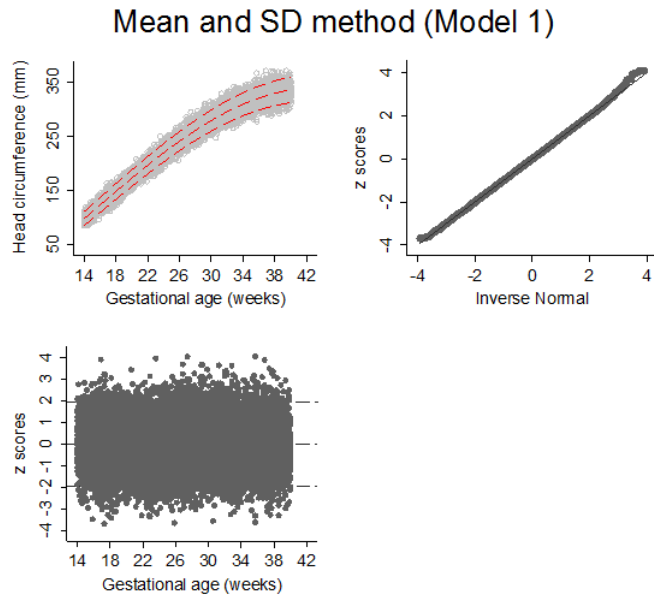 Mean and SD method (Model 1)
Head circumference (mm)
350
250
150
50
14 18 22 26 30 34 38 42
Gestational age (weeks)
z scores
4
2
0
-2
-4
-4 -2 0 2 4
Inverse Normal
z scores
4
3
2
1
0
-1
-2
-3
-4
14 18 22 26 30 34 38 42
Gestational age (weeks)